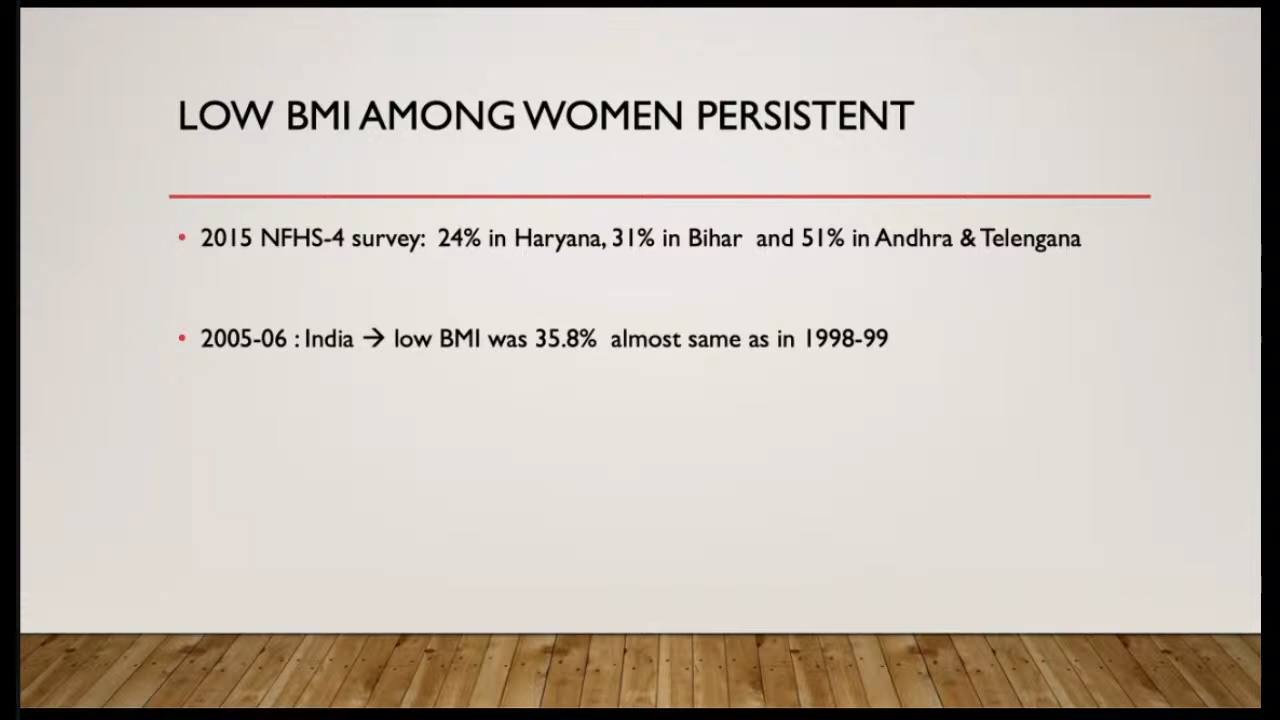 LOW BMI AMONG WOMEN PERSISTENT
• 2015 NFHS-4 survey: 24% in Haryana, 31% in Bihar and 51% in Andhra & Telengana
• 2005-06 : India → low BMI was 35.8% almost same as in 1998-99